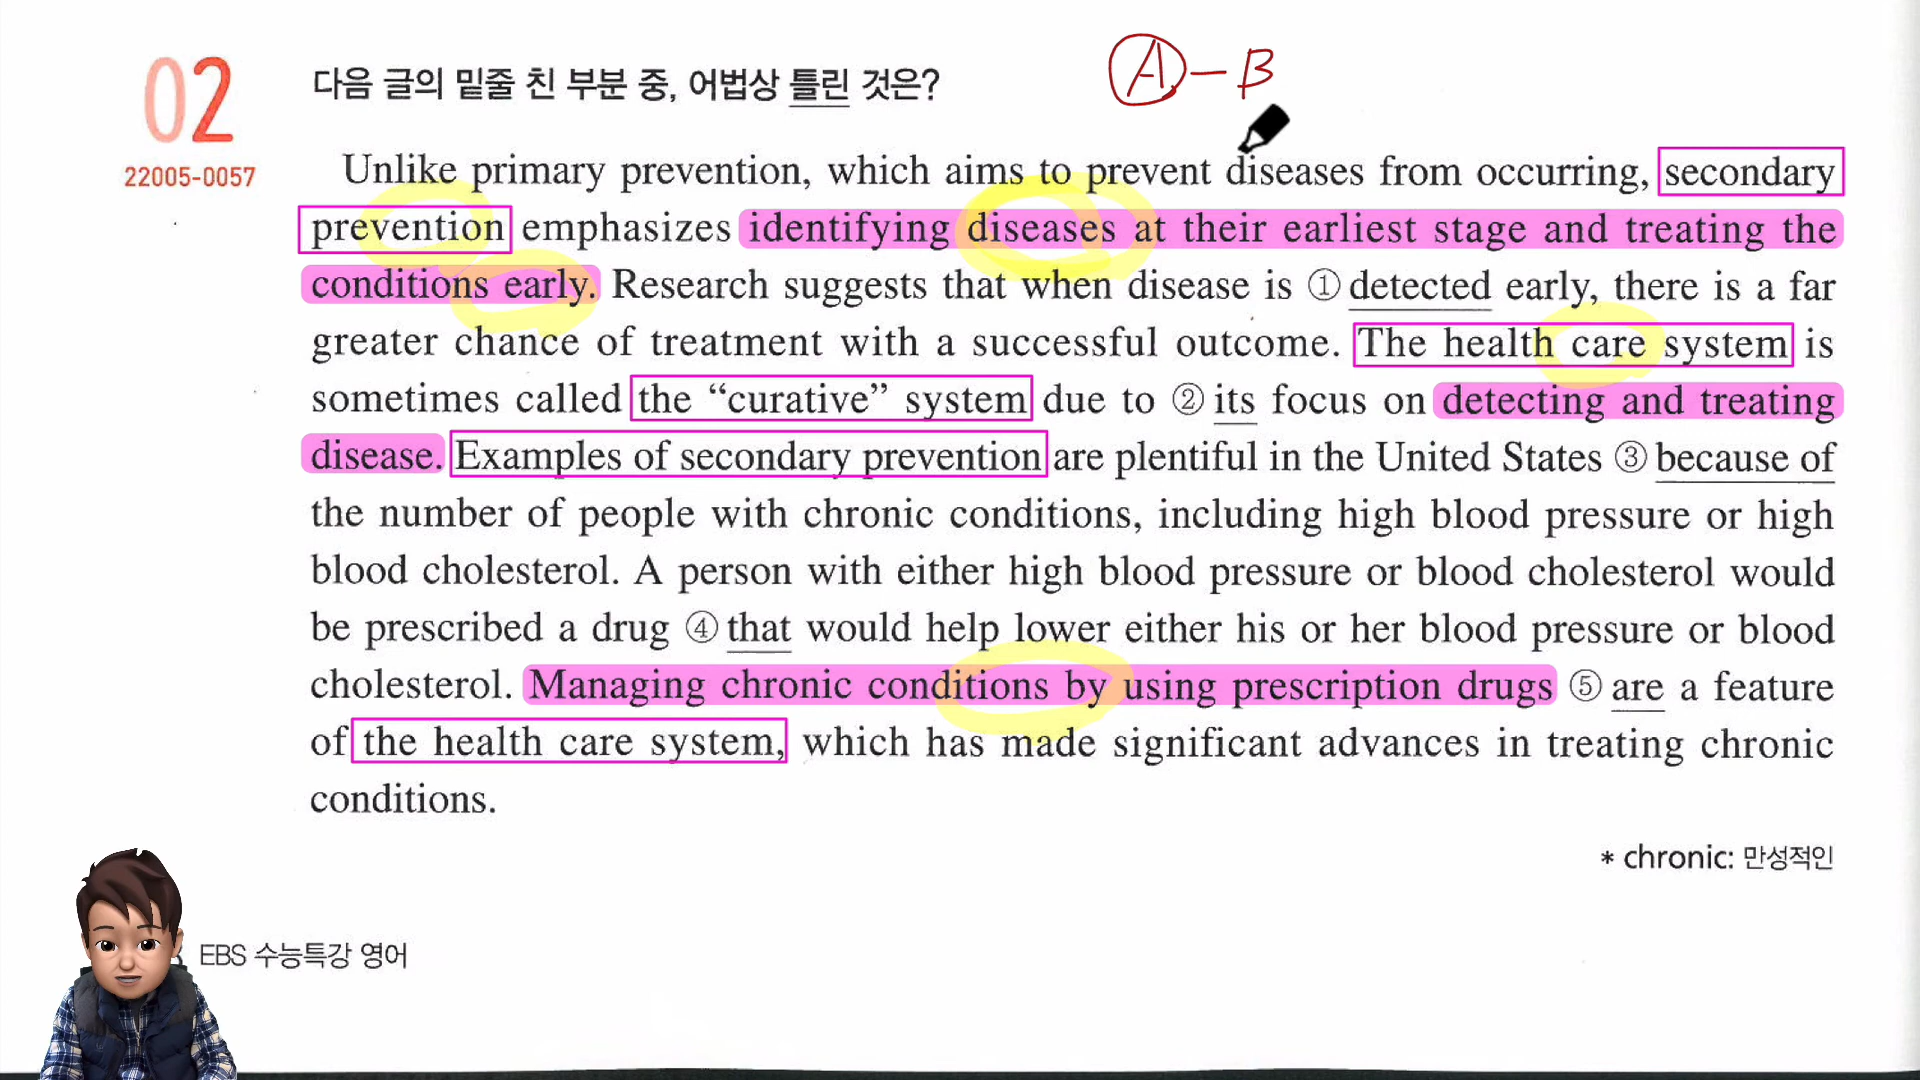 02
22005-0057
다음 글의 밑줄 친 부분 중, 어법상 틀린 것은?
A - B
Unlike primary prevention, which aims to prevent diseases from occurring, secondary
prevention emphasizes identifying diseases at their earliest stage and treating the
conditions early. Research suggests that when disease is ① detected early, there is a far
greater chance of treatment with a successful outcome. The health care system is
sometimes called the “curative” system due to ② its focus on detecting and treating
disease. Examples of secondary prevention are plentiful in the United States ③ because of
the number of people with chronic conditions, including high blood pressure or high
blood cholesterol. A person with either high blood pressure or blood cholesterol would
be prescribed a drug ④ that would help lower either his or her blood pressure or blood
cholesterol. Managing chronic conditions by using prescription drugs ⑤ are a feature
of the health care system, which has made significant advances in treating chronic
conditions.
* chronic: 만성적인
EBS 수능특강 영어